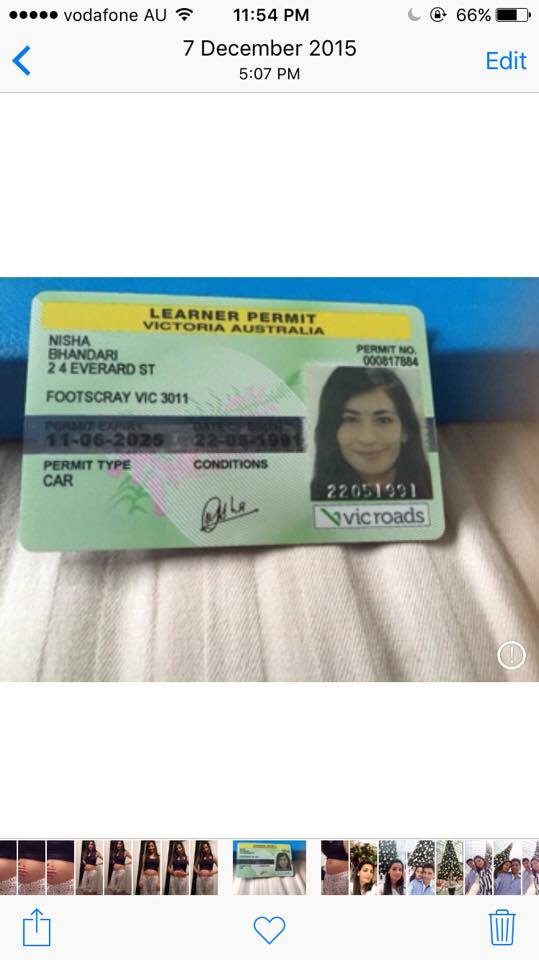 vodafone AU 11:54 PM 66%
7 December 2015
5:07 PM
Edit
LEARNER PERMIT
VICTORIA AUSTRALIA
NISHA
BHANDARI
2 4 EVERARD ST
PERMIT NO.
000817884
FOOTSCRAY VIC 3011
PERMIT EXPIRY DATE OF BIRTH
11-06-2025 22-05-1991
PERMIT TYPE CONDITIONS
CAR
22051991
vic roads